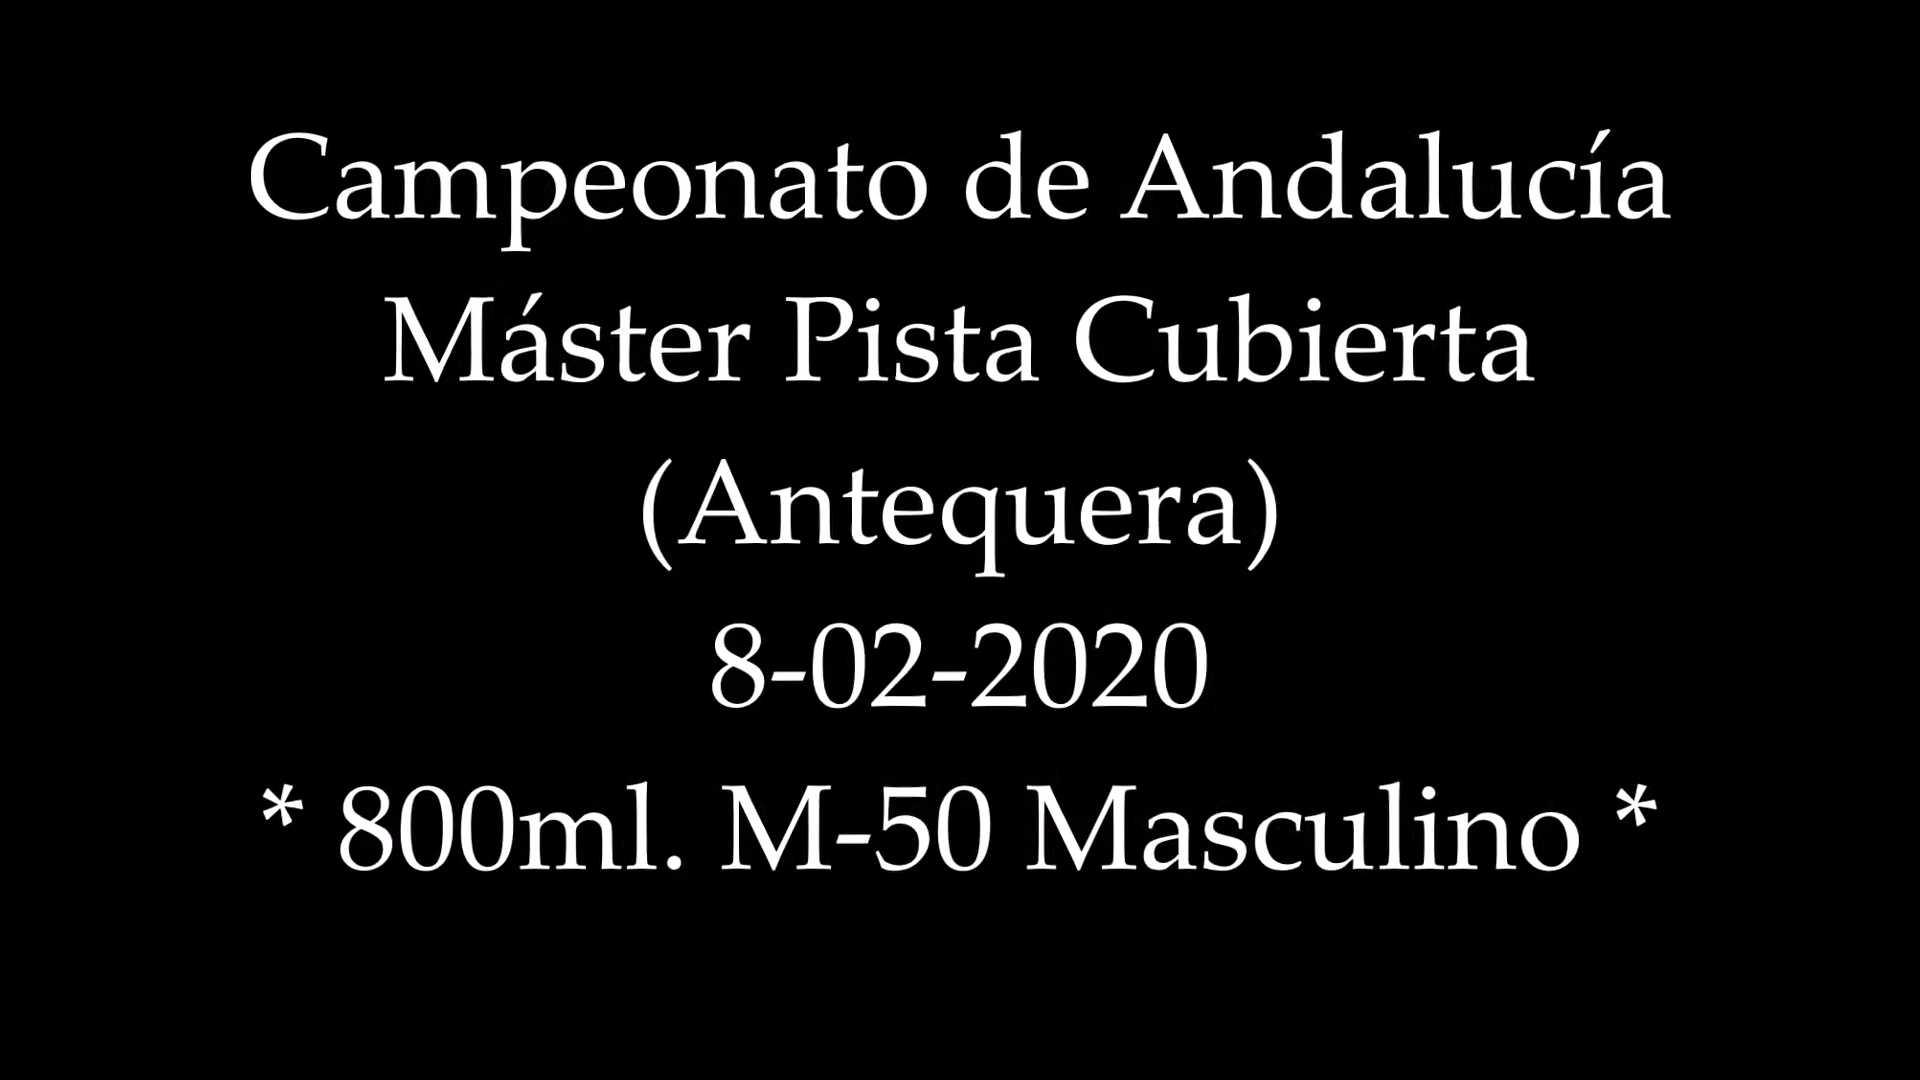 Campeonato de Andalucía
Máster Pista Cubierta
(Antequera)
8-02-2020
* 800ml. M-50 Masculino *